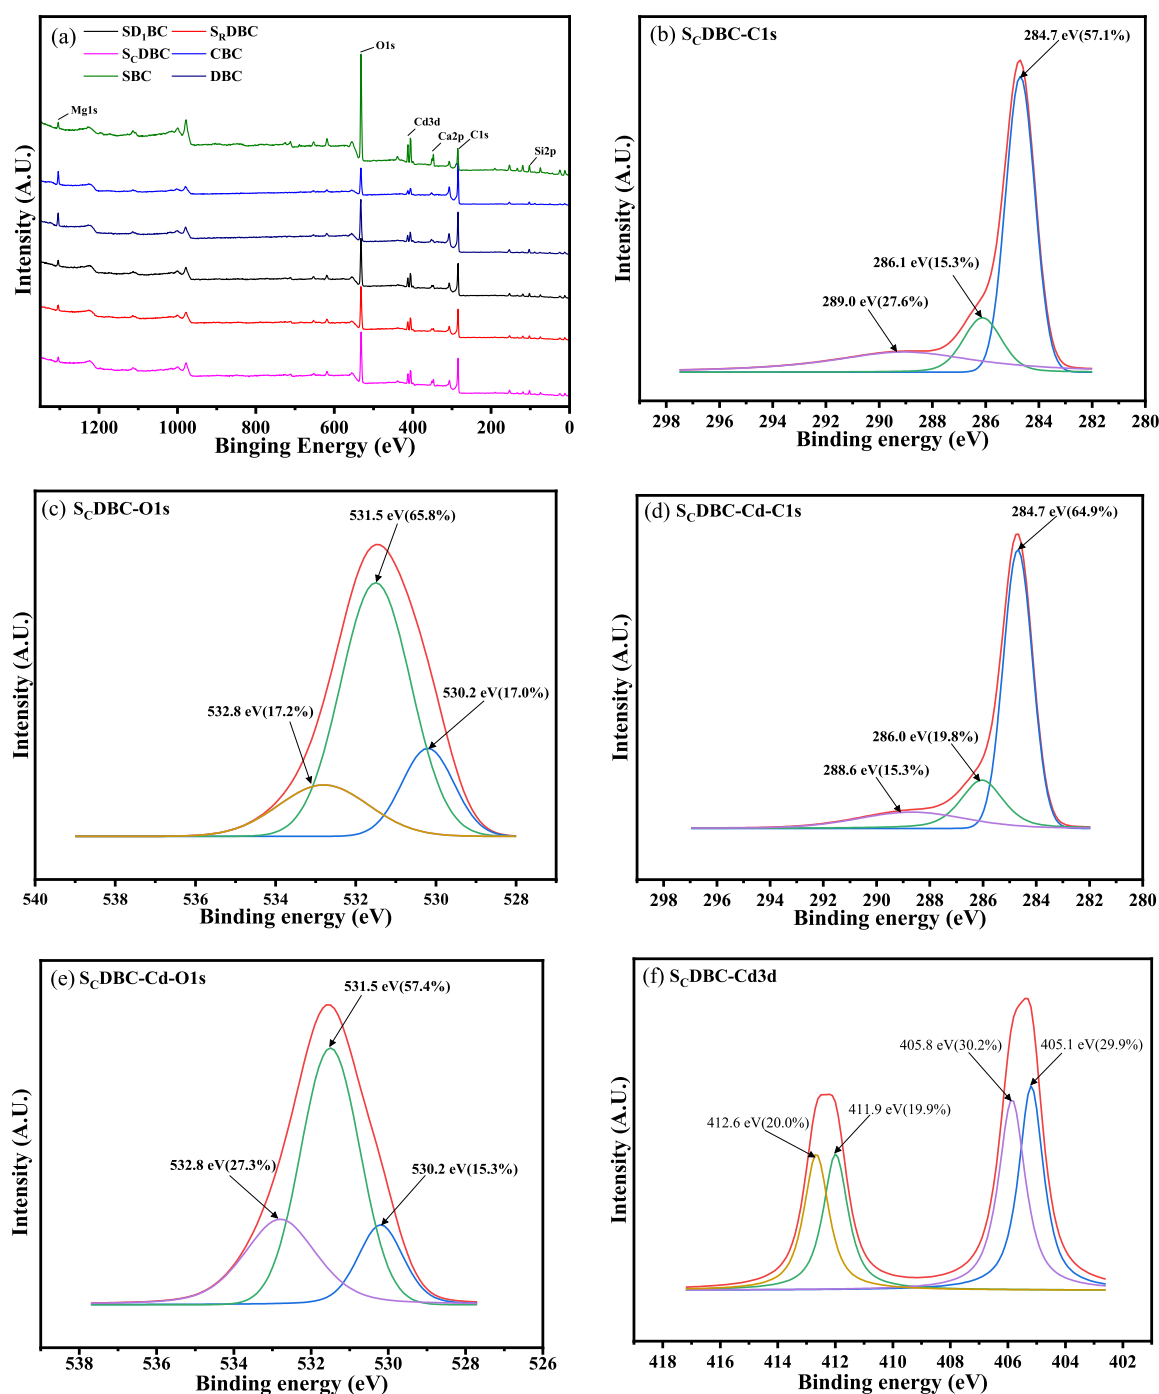 (a)
SD₁BC
S_RDBC
S_CDBC
CBC
SBC
DBC
O1s
Mg1s
Cd3d
Ca2p
C1s
Si2p
Intensity (A.U.)
1200 1000 800 600 400 200 0
Binging Energy (eV)
(b) S_CDBC-C1s
284.7 eV(57.1%)
286.1 eV(15.3%)
289.0 eV(27.6%)
Intensity (A.U.)
298 296 294 292 290 288 286 284 282 280
Binding energy (eV)
(c) S_CDBC-O1s
531.5 eV(65.8%)
530.2 eV(17.0%)
532.8 eV(17.2%)
Intensity (A.U.)
540 538 536 534 532 530 528
Binding energy (eV)
(d) S_CDBC-Cd-C1s
284.7 eV(64.9%)
286.0 eV(19.8%)
288.6 eV(15.3%)
Intensity (A.U.)
298 296 294 292 290 288 286 284 282 280
Binding energy (eV)
(e) S_CDBC-Cd-O1s
531.5 eV(57.4%)
532.8 eV(27.3%)
530.2 eV(15.3%)
Intensity (A.U.)
538 536 534 532 530 528 526
Binding energy (eV)
(f) S_CDBC-Cd3d
405.8 eV(30.2%)
405.1 eV(29.9%)
412.6 eV(20.0%)
411.9 eV(19.9%)
Intensity (A.U.)
418 416 414 412 410 408 406 404 402
Binding energy (eV)